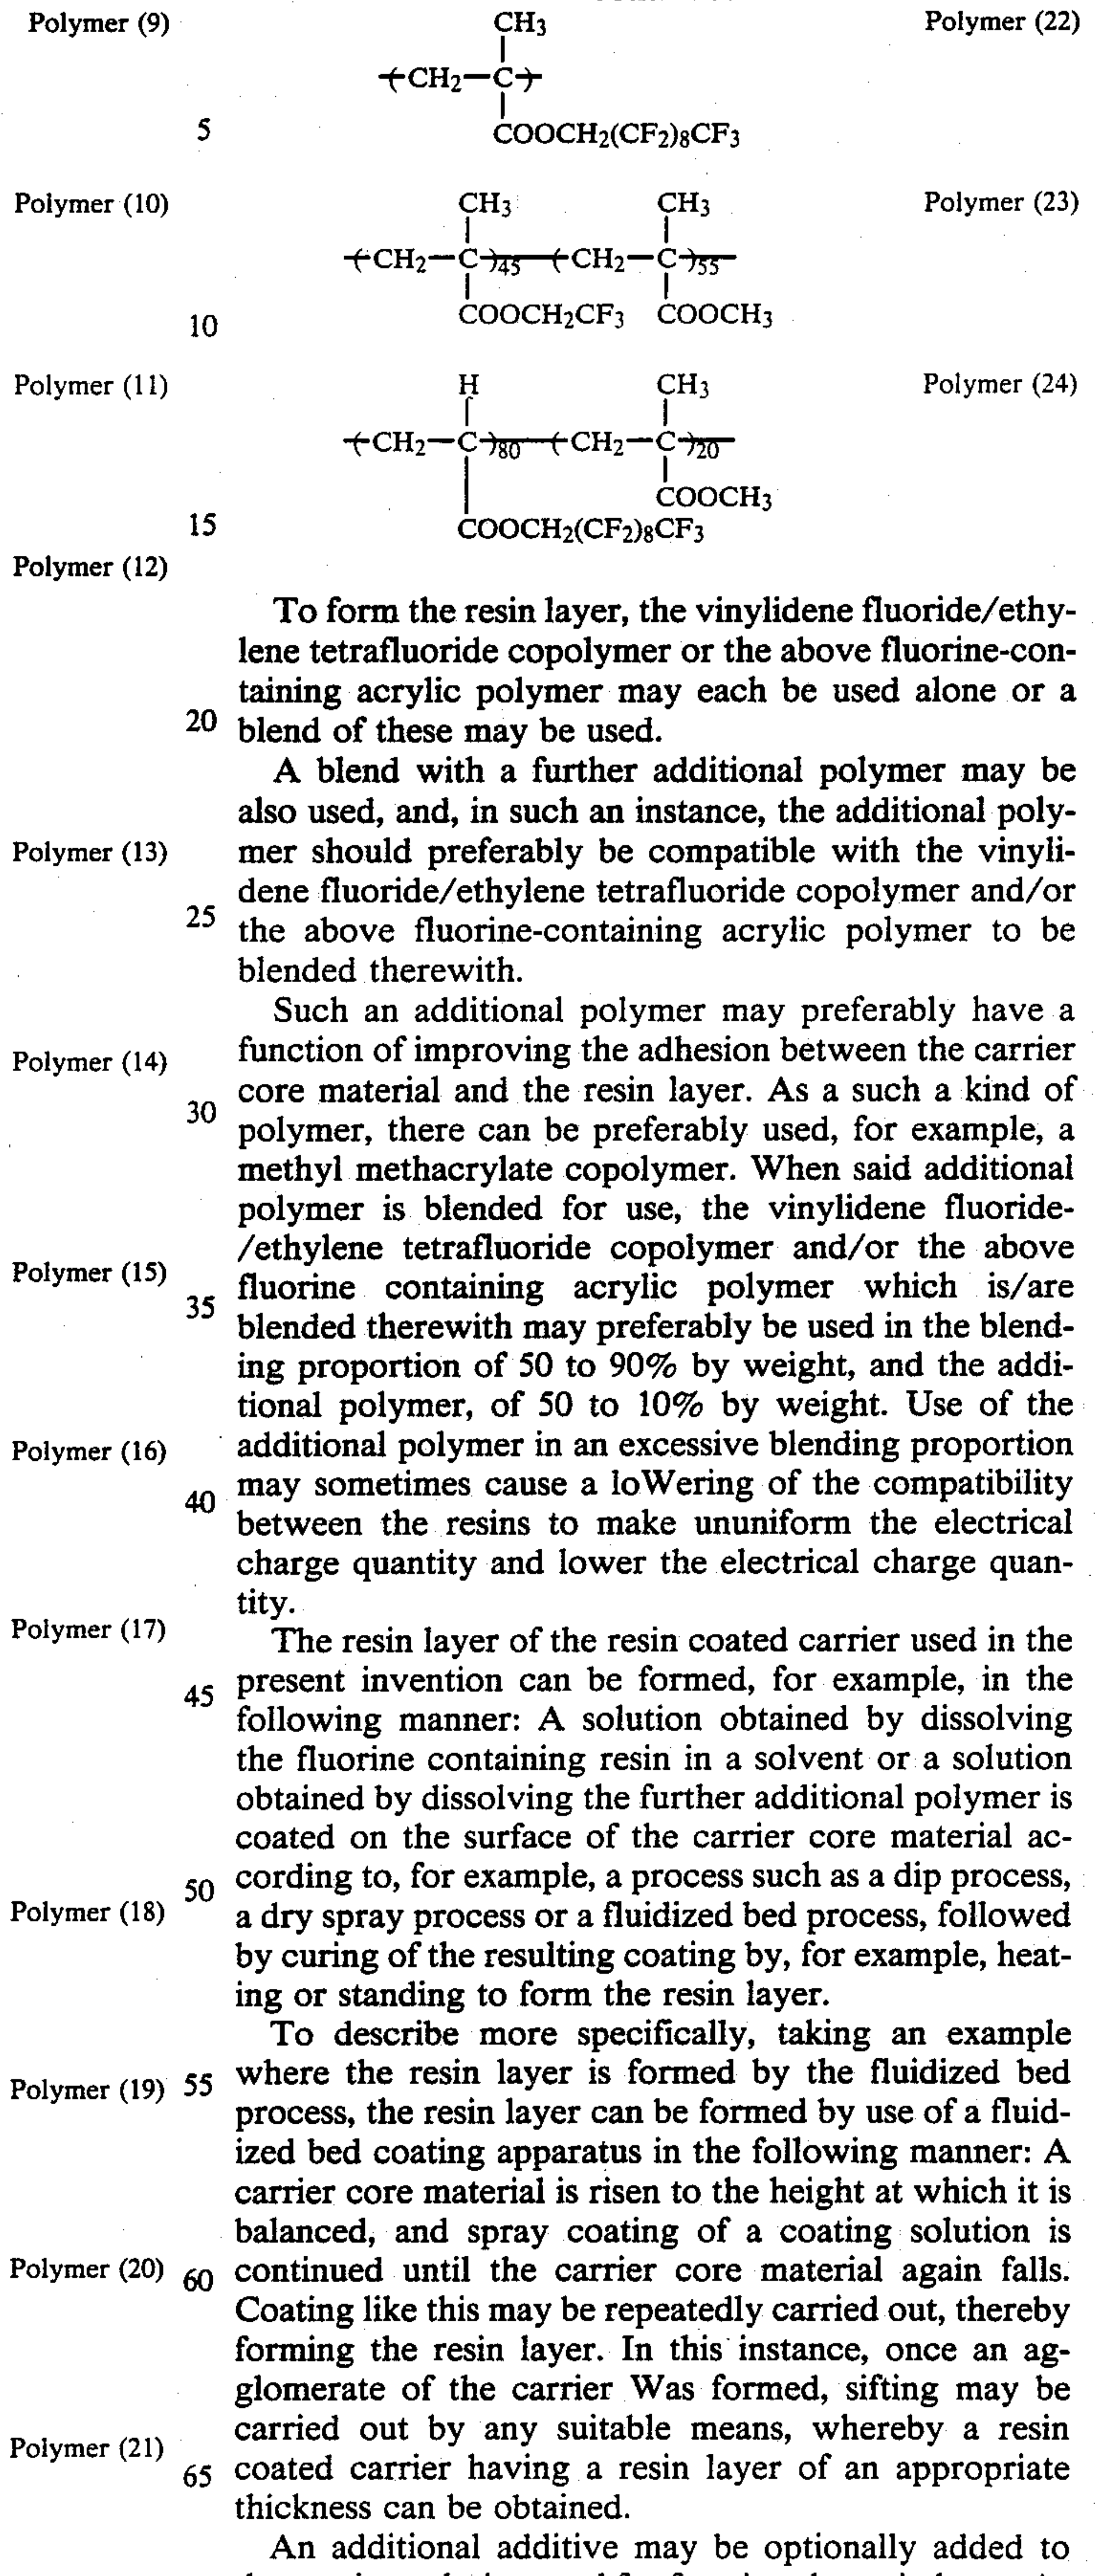 Polymer (9)
CH3
Polymer (22)
(CH2—C)
5
COOCH2(CF2)8CF3
Polymer (10)
CH3 CH3
Polymer (23)
(CH2—C)45 (CH2—C)55
COOCH2CF3 COOCH3
10
Polymer (11)
H CH3
Polymer (24)
(CH2—C)80 (CH2—C)20
COOCH3
15
COOCH2(CF2)8CF3
Polymer (12)
To form the resin layer, the vinylidene fluoride/ethy-
lene tetrafluoride copolymer or the above fluorine-con-
taining acrylic polymer may each be used alone or a
20 blend of these may be used.
A blend with a further additional polymer may be
also used, and, in such an instance, the additional poly-
Polymer (13) mer should preferably be compatible with the vinyli-
dene fluoride/ethylene tetrafluoride copolymer and/or
25 the above fluorine-containing acrylic polymer to be
blended therewith.
Such an additional polymer may preferably have a
Polymer (14) function of improving the adhesion between the carrier
core material and the resin layer. As a such a kind of
30 polymer, there can be preferably used, for example, a
methyl methacrylate copolymer. When said additional
polymer is blended for use, the vinylidene fluoride-
/ethylene tetrafluoride copolymer and/or the above
Polymer (15) fluorine containing acrylic polymer which is/are
35 blended therewith may preferably be used in the blend-
ing proportion of 50 to 90% by weight, and the addi-
tional polymer, of 50 to 10% by weight. Use of the
Polymer (16) additional polymer in an excessive blending proportion
may sometimes cause a loWering of the compatibility
40 between the resins to make ununiform the electrical
charge quantity and lower the electrical charge quan-
tity.
Polymer (17) The resin layer of the resin coated carrier used in the
45 present invention can be formed, for example, in the
following manner: A solution obtained by dissolving
the fluorine containing resin in a solvent or a solution
obtained by dissolving the further additional polymer is
coated on the surface of the carrier core material ac-
50 cording to, for example, a process such as a dip process,
Polymer (18) a dry spray process or a fluidized bed process, followed
by curing of the resulting coating by, for example, heat-
ing or standing to form the resin layer.
To describe more specifically, taking an example
Polymer (19) 55 where the resin layer is formed by the fluidized bed
process, the resin layer can be formed by use of a fluid-
ized bed coating apparatus in the following manner: A
carrier core material is risen to the height at which it is
balanced, and spray coating of a coating solution is
Polymer (20) 60 continued until the carrier core material again falls.
Coating like this may be repeatedly carried out, thereby
forming the resin layer. In this instance, once an ag-
glomerate of the carrier Was formed, sifting may be
Polymer (21) carried out by any suitable means, whereby a resin
65 coated carrier having a resin layer of an appropriate
thickness can be obtained.
An additional additive may be optionally added to